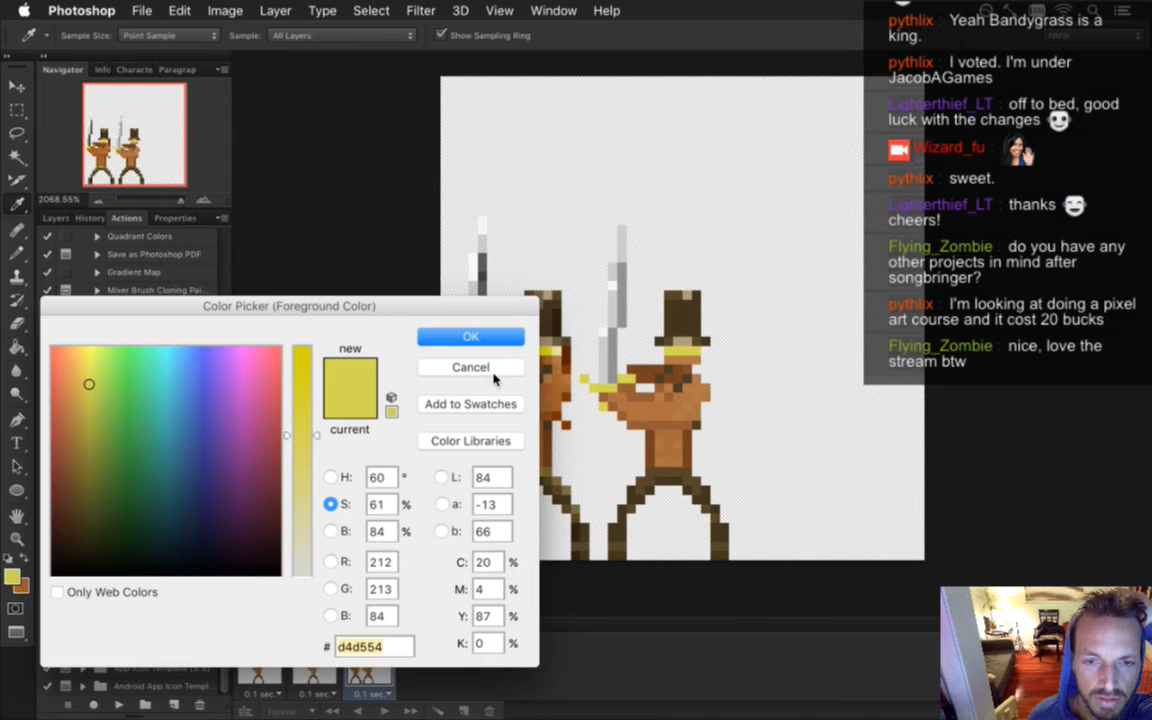 Photoshop File Edit Image Layer Type Select Filter 3D View Window Help
Sample Size: Point Sample Sample: All Layers Show Sampling Ring
NMW
Navigator Info Characte Paragrap
2068.55%
Layers History Actions Properties
Quadrant Colors
Save as Photoshop PDF
Gradient Map
Mixer Brush Cloning Pai...
Color Picker (Foreground Color)
new
current
OK
Cancel
Add to Swatches
Color Libraries
H: 60 °
S: 61 %
B: 84 %
R: 212
G: 213
B: 84
# d4d554
L: 84
a: -13
b: 66
C: 20 %
M: 4 %
Y: 87 %
K: 0 %
Only Web Colors
Android App Icon Templ...
0.1 sec. 0.1 sec. 0.1 sec.
Forever
pythlix : Yeah Bandygrass is a
king.
pythlix : I voted. I'm under
JacobAGames
Lighterthief_LT : off to bed, good
luck with the changes
Wizard_fu :
pythlix : sweet.
Lighterthief_LT : thanks
cheers!
Flying_Zombie : do you have any
other projects in mind after
songbringer?
pythlix : I'm looking at doing a pixel
art course and it cost 20 bucks
Flying_Zombie : nice, love the
stream btw